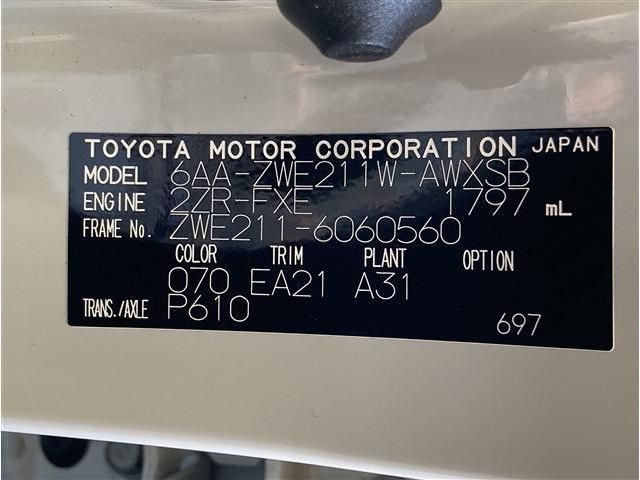 TOYOTA MOTOR CORPORATION JAPAN
MODEL 6AA-ZWE211W-AWXSB
ENGINE 2ZR-FXE 1797 mL
FRAME No. ZWE211-6060560
COLOR TRIM PLANT OPTION
070 EA21 A31
TRANS./AXLE P610
697